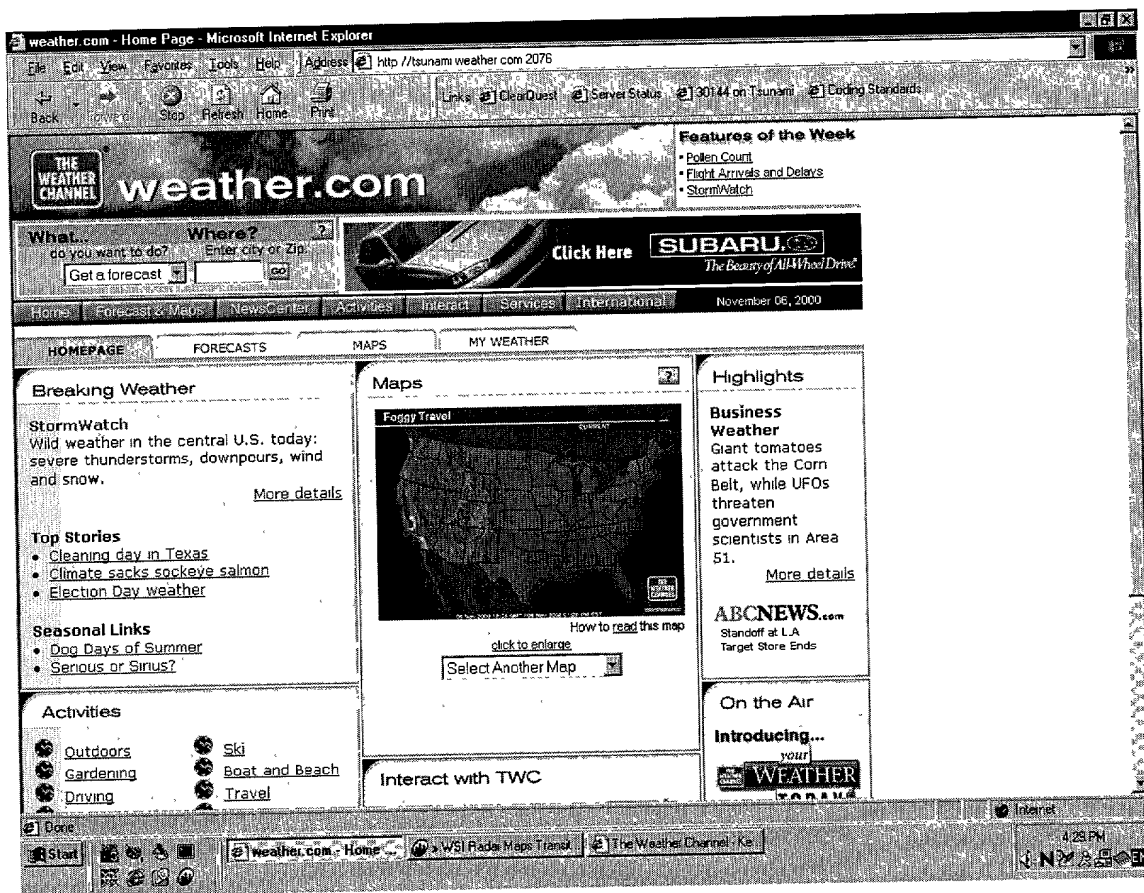 weather.com - Home Page - Microsoft Internet Explorer
File Edit View Favorites Tools Help Address http //tsunami weather com 2076
Back Stop Refresh Home Print Links ClearQuest Server Status 30144 on Tsunami Coding Standards
THE WEATHER CHANNEL
weather.com
Features of the Week
Pollen Count
Flight Arrivals and Delays
StormWatch
What... Where? ?
do you want to do? Enter city or Zip
Get a forecast GO
Click Here SUBARU.
The Beauty of All-Wheel Drive
Home Forecast & Maps NewsCenter Activities Interact Services International November 06, 2000
HOMEPAGE FORECASTS MAPS MY WEATHER
Breaking Weather
StormWatch
Wild weather in the central U.S. today:
severe thunderstorms, downpours, wind
and snow.
More details
Top Stories
Cleaning day in Texas
Climate sacks sockeye salmon
Election Day weather
Seasonal Links
Dog Days of Summer
Serious or Sirius?
Activities
Outdoors Ski
Gardening Boat and Beach
Driving Travel
Maps ?
Foggy Travel
CURRENT
THE WEATHER CHANNEL
How to read this map
click to enlarge
Select Another Map
Interact with TWC
Highlights
Business
Weather
Giant tomatoes
attack the Corn
Belt, while UFOs
threaten
government
scientists in Area
51.
More details
ABCNEWS.com
Standoff at L.A
Target Store Ends
On the Air
Introducing...
your
WEATHER
TODAY
Done Internet
Start weather.com - Home ... WSI Radar Maps Transit The Weather Channel - Ke 4:29 PM